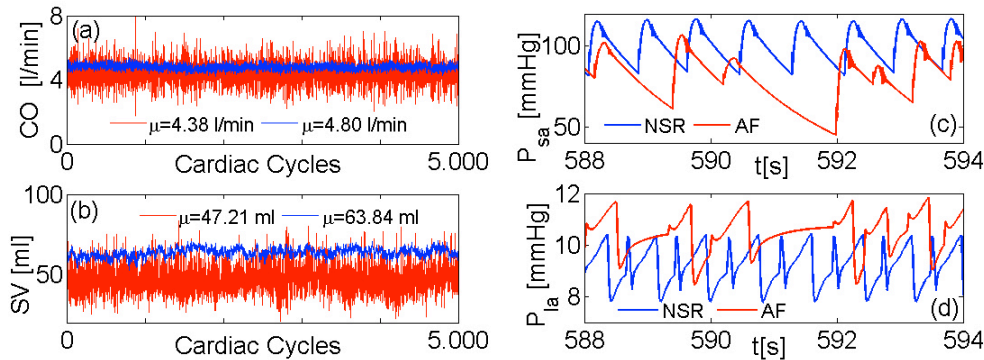 (a)
CO [l/min]
8
4
0
μ=4.38 l/min
μ=4.80 l/min
0
Cardiac Cycles
5.000
(b)
SV [ml]
100
50
μ=47.21 ml
μ=63.84 ml
0
Cardiac Cycles
5.000
P_sa [mmHg]
100
50
NSR
AF
(c)
588
590
592
594
t[s]
P_la [mmHg]
12
10
8
NSR
AF
(d)
588
590
592
594
t[s]